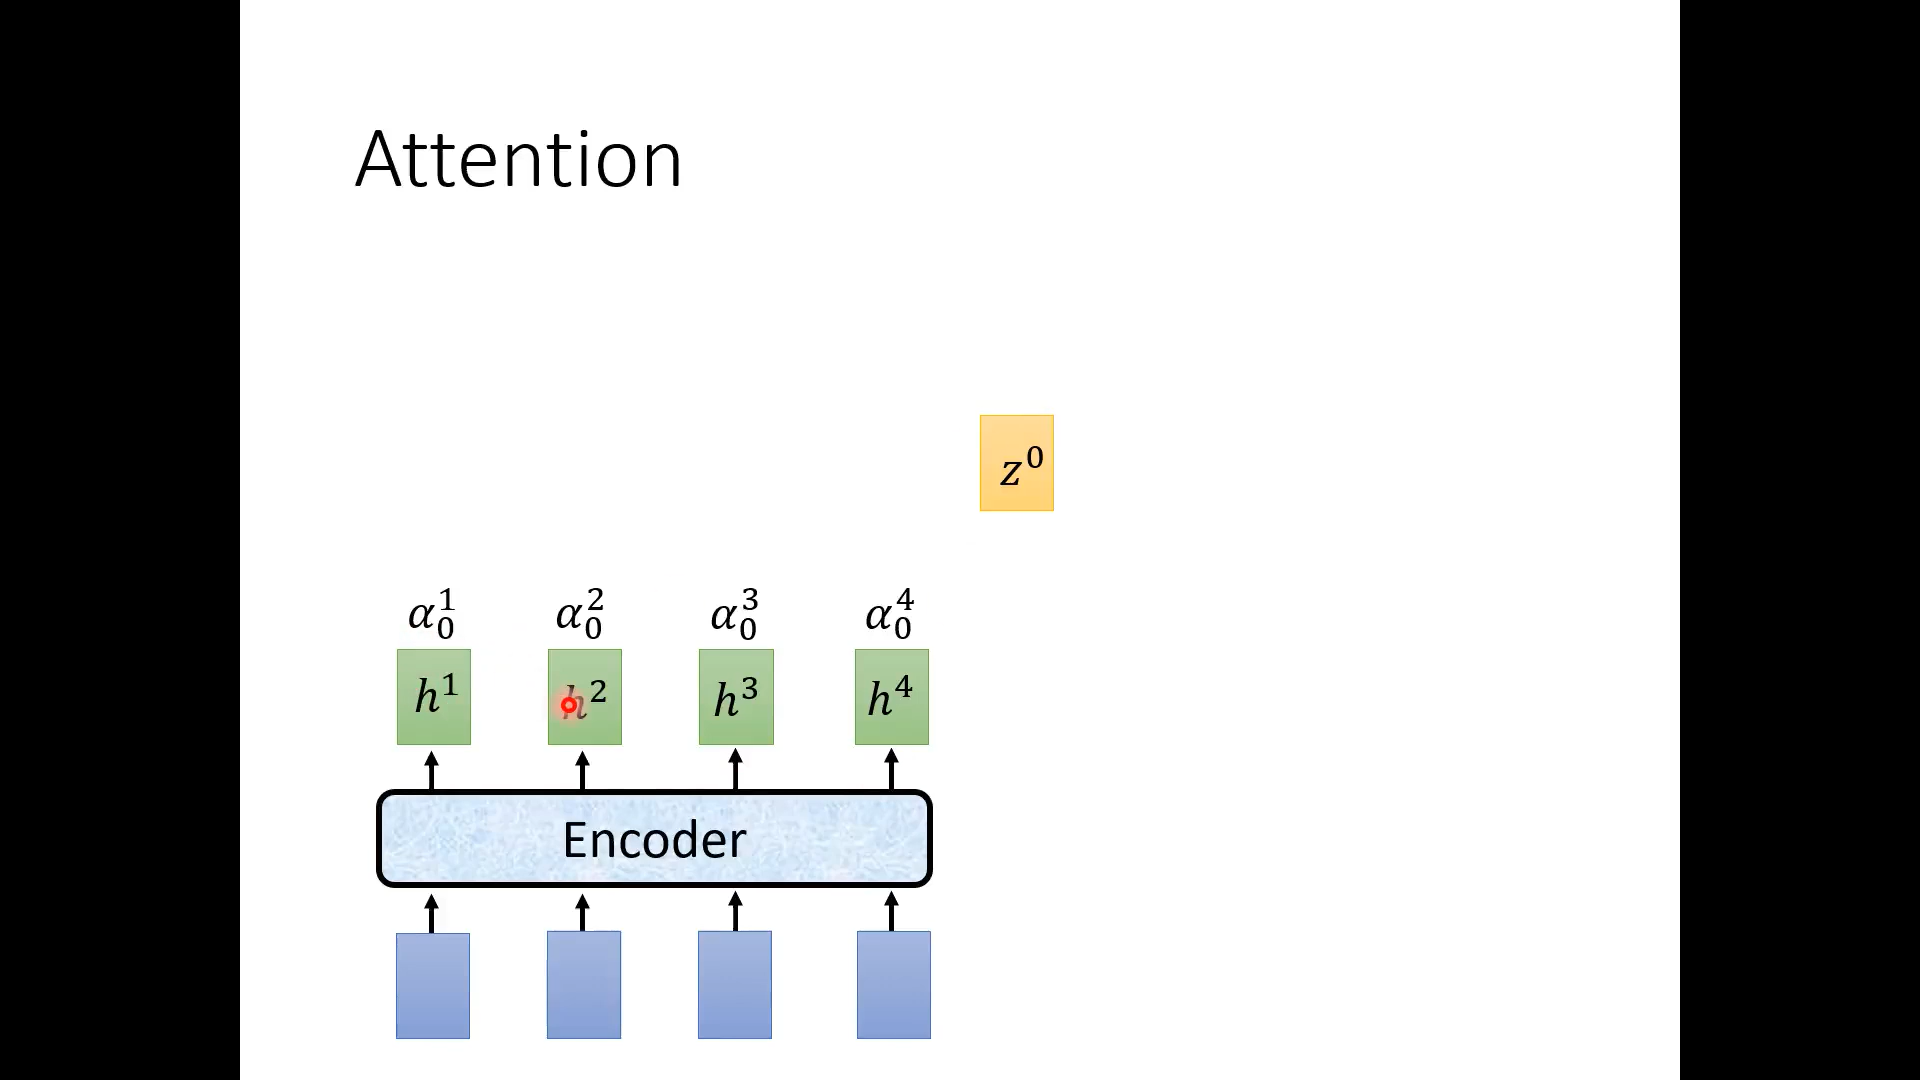 Attention
z⁰
α₀¹ α₀² α₀³ α₀⁴
h¹ h² h³ h⁴
Encoder